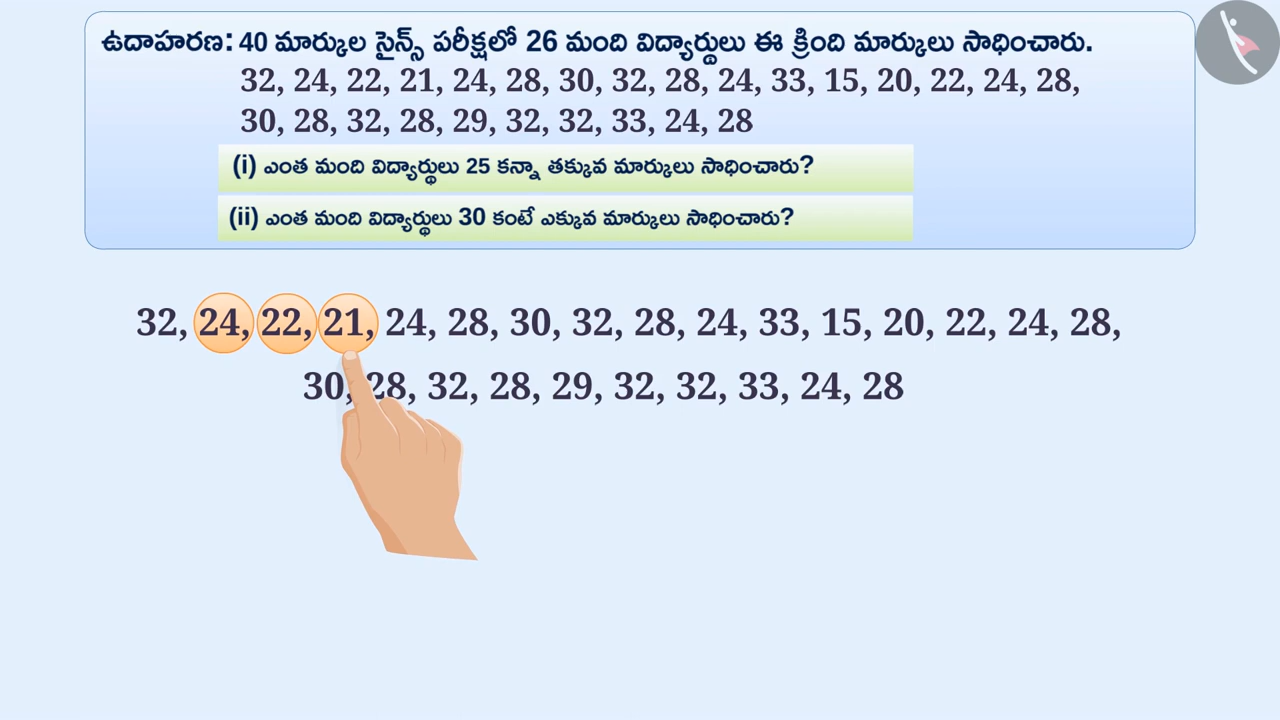 ఉదాహరణ: 40 మార్కుల సైన్స్ పరీక్షలో 26 మంది విద్యార్థులు ఈ క్రింది మార్కులు సాధించారు.
32, 24, 22, 21, 24, 28, 30, 32, 28, 24, 33, 15, 20, 22, 24, 28,
30, 28, 32, 28, 29, 32, 32, 33, 24, 28
(i) ఎంత మంది విద్యార్థులు 25 కన్నా తక్కువ మార్కులు సాధించారు?
(ii) ఎంత మంది విద్యార్థులు 30 కంటే ఎక్కువ మార్కులు సాధించారు?
32, 24, 22, 21, 24, 28, 30, 32, 28, 24, 33, 15, 20, 22, 24, 28,
30, 28, 32, 28, 29, 32, 32, 33, 24, 28